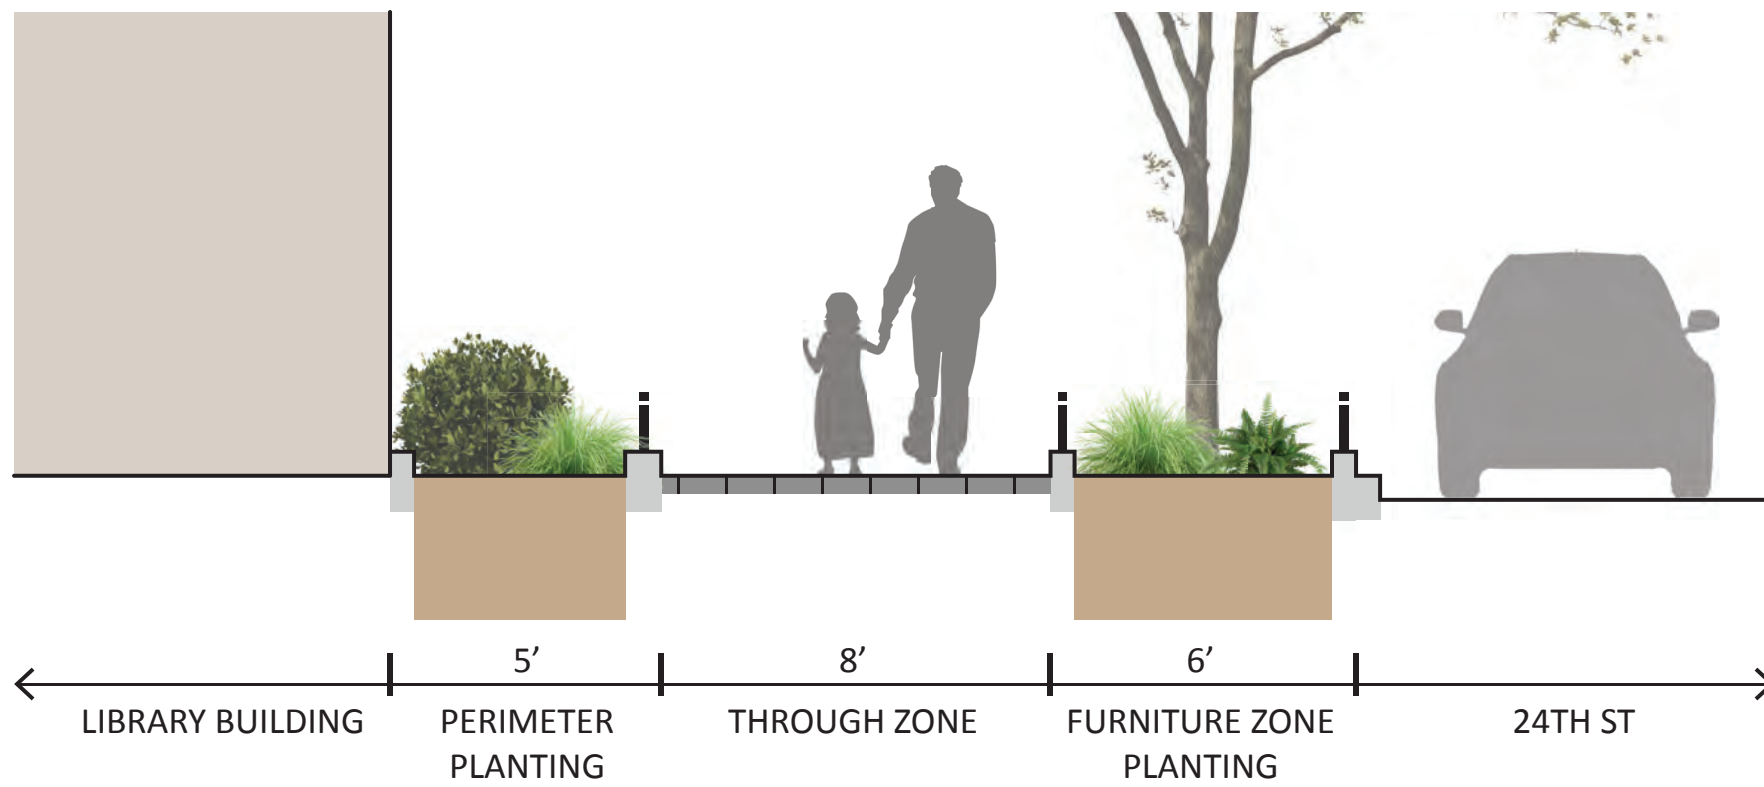 5’ 8’ 6’
LIBRARY BUILDING
PERIMETER
PLANTING
THROUGH ZONE
FURNITURE ZONE
PLANTING
24TH ST